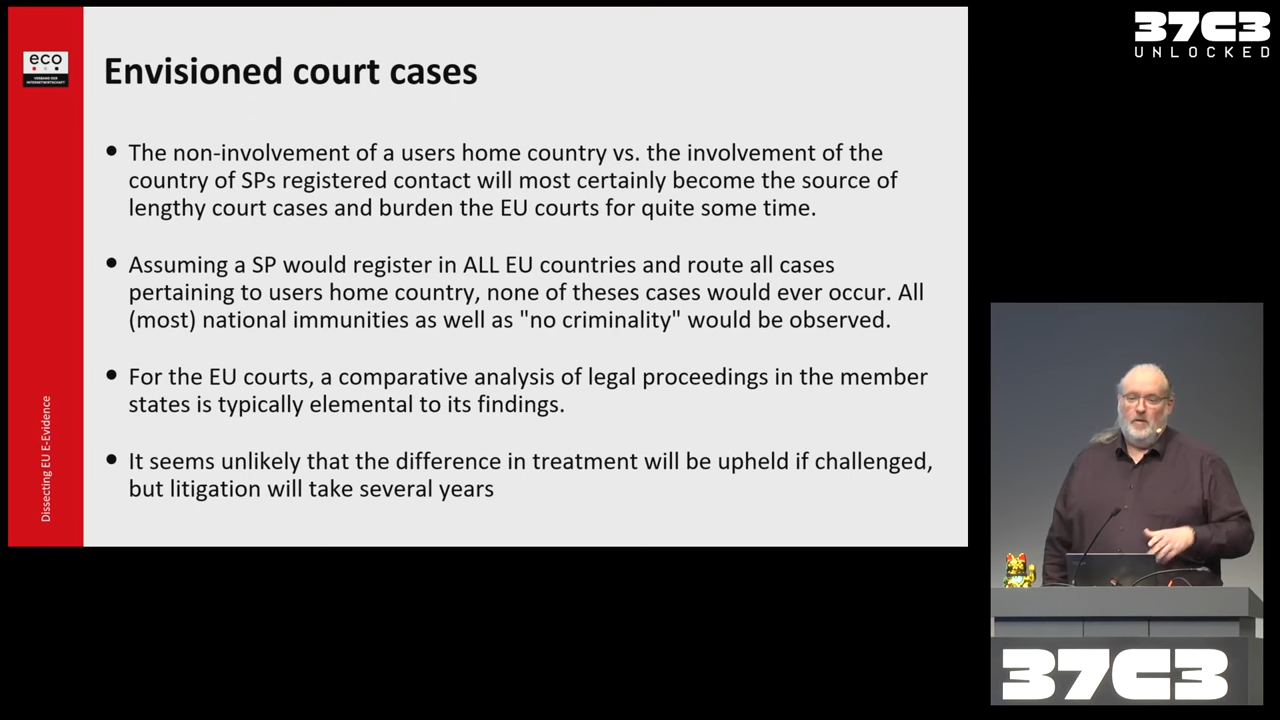 37C3
UNLOCKED
eco
VERBAND DER
INTERNETWIRTSCHAFT
Envisioned court cases
• The non-involvement of a users home country vs. the involvement of the
country of SPs registered contact will most certainly become the source of
lengthy court cases and burden the EU courts for quite some time.
• Assuming a SP would register in ALL EU countries and route all cases
pertaining to users home country, none of theses cases would ever occur. All
(most) national immunities as well as "no criminality" would be observed.
• For the EU courts, a comparative analysis of legal proceedings in the member
states is typically elemental to its findings.
• It seems unlikely that the difference in treatment will be upheld if challenged,
but litigation will take several years
Dissecting EU E-Evidence
37C3